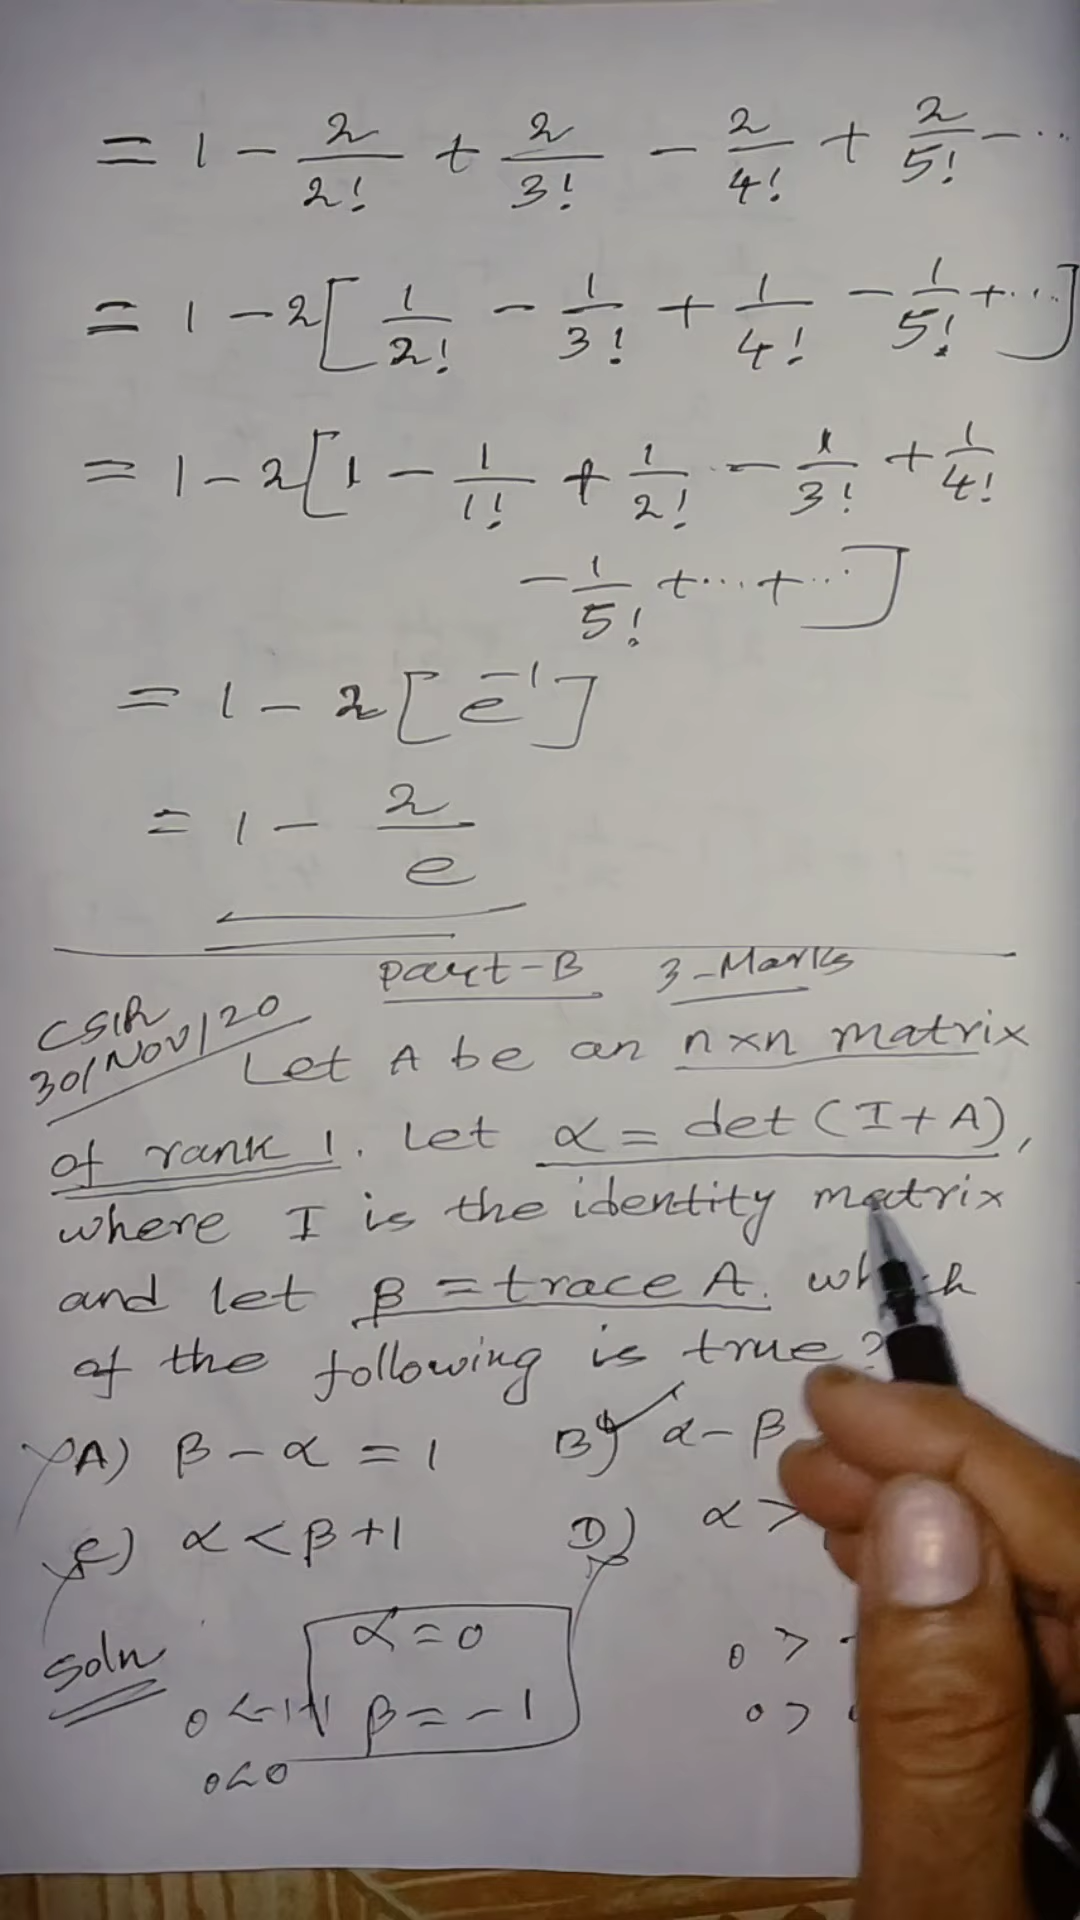 = 1 - 2/2! + 2/3! - 2/4! + 2/5! - ...
= 1 - 2[1/2! - 1/3! + 1/4! - 1/5! + ...]
= 1 - 2[1 - 1/1! + 1/2! - 1/3! + 1/4!
- 1/5! + ... + ...]
= 1 - 2[e⁻¹]
= 1 - 2/e
Part-B 3-Marks
CSIR
30/Nov/20
Let A be an n×n matrix
of rank 1. Let α = det(I+A),
where I is the identity matrix
and let β = trace A.
of the following is true?
A) β - α = 1 B) α - β
C) α < β + 1 D) α >
Soln α = 0 0 >
0 < -1+1 β = -1 0 >
0 < 0